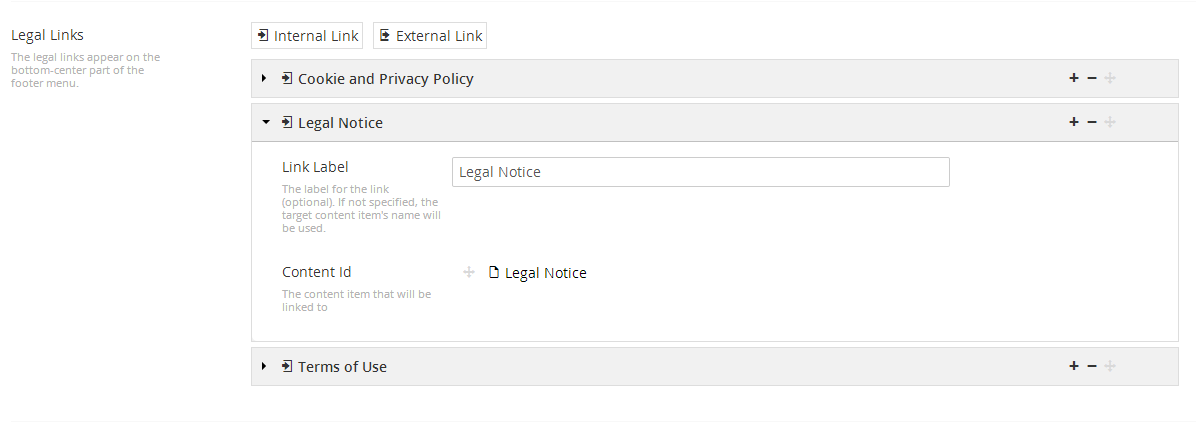 Legal Links
The legal links appear on the
bottom-center part of the
footer menu.
Internal Link External Link
Cookie and Privacy Policy
Legal Notice
Link Label
The label for the link
(optional). If not specified, the
target content item's name will
be used.
Legal Notice
Content Id
The content item that will be
linked to
Legal Notice
Terms of Use